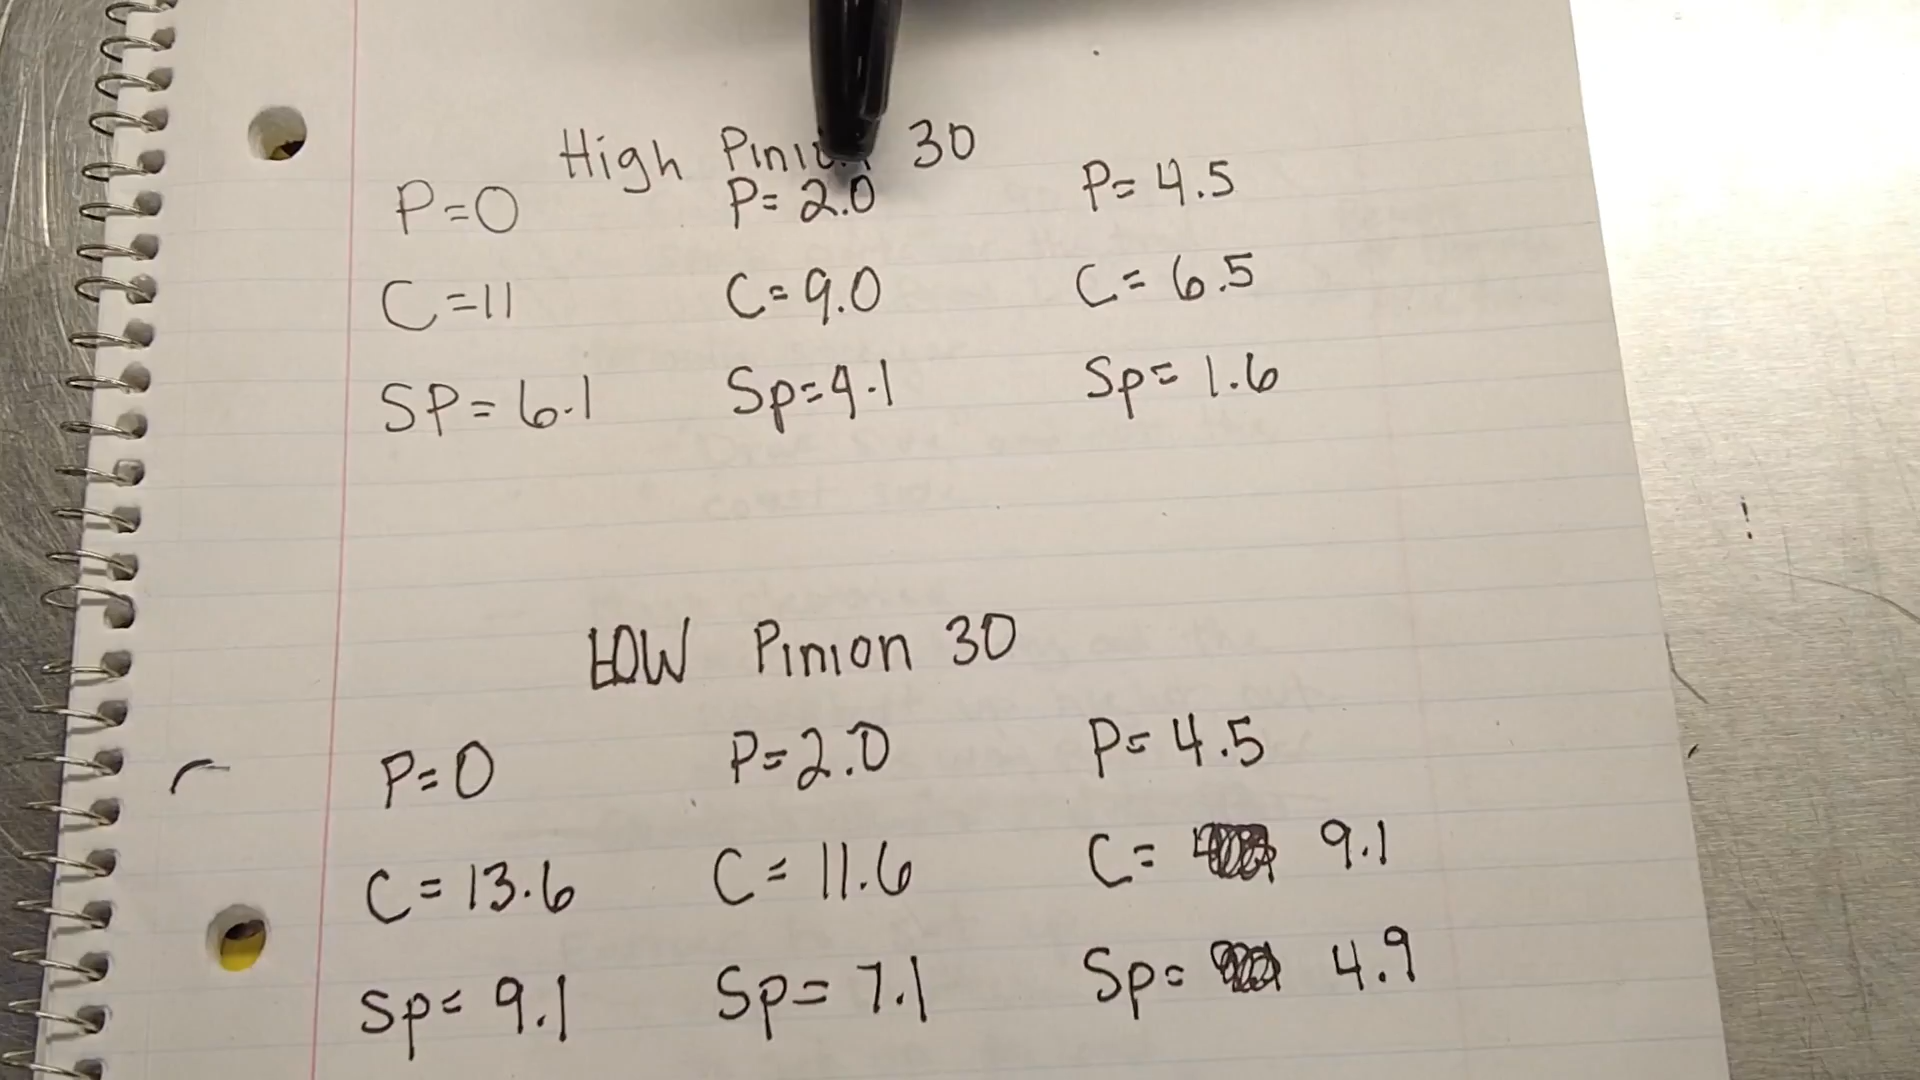 High Pinion 30
P=0 P=2.0 P=4.5
C=11 C=9.0 C=6.5
SP=6.1 Sp=4.1 Sp=1.6
LOW Pinion 30
P=0 P=2.0 P=4.5
C=13.6 C=11.6 C= 9.1
Sp=9.1 Sp=7.1 Sp= 4.9